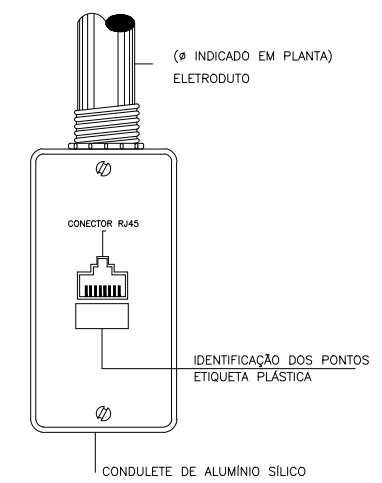 (ø INDICADO EM PLANTA)
ELETRODUTO
CONECTOR RJ45
IDENTIFICAÇÃO DOS PONTOS
ETIQUETA PLÁSTICA
CONDULETE DE ALUMÍNIO SÍLICO